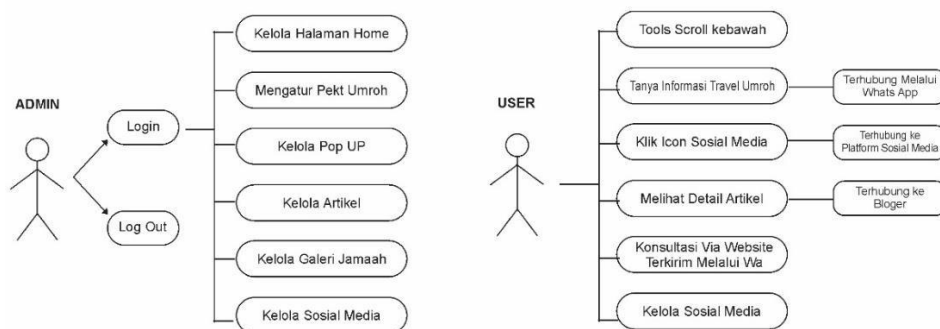 ADMIN
Login
Log Out
Kelola Halaman Home
Mengatur Pekt Umroh
Kelola Pop UP
Kelola Artikel
Kelola Galeri Jamaah
Kelola Sosial Media
USER
Tools Scroll kebawah
Tanya Informasi Travel Umroh
Terhubung Melalui
Whats App
Klik Icon Sosial Media
Terhubung ke
Platform Sosial Media
Melihat Detail Artikel
Terhubung ke
Bloger
Konsultasi Via Website
Terkirim Melalui Wa
Kelola Sosial Media